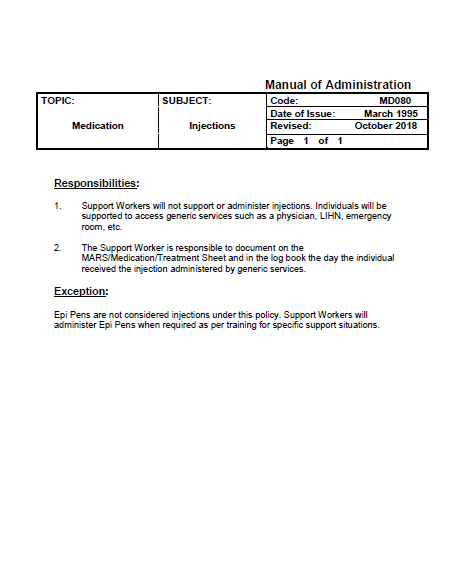 Manual of Administration
TOPIC:
Medication
SUBJECT:
Injections
Code: MD080
Date of Issue: March 1995
Revised: October 2018
Page 1 of 1
Responsibilities:
1. Support Workers will not support or administer injections. Individuals will be
supported to access generic services such as a physician, LIHN, emergency
room, etc.
2. The Support Worker is responsible to document on the
MARS/Medication/Treatment Sheet and in the log book the day the individual
received the injection administered by generic services.
Exception:
Epi Pens are not considered injections under this policy. Support Workers will
administer Epi Pens when required as per training for specific support situations.